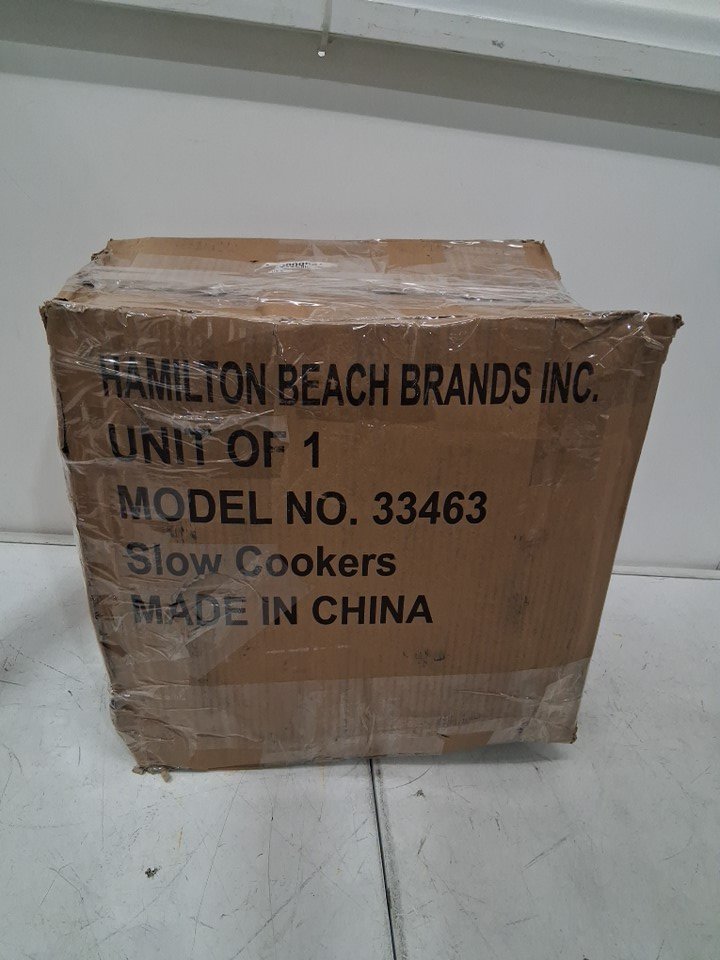 HAMILTON BEACH BRANDS INC.
UNIT OF 1
MODEL NO. 33463
Slow Cookers
MADE IN CHINA